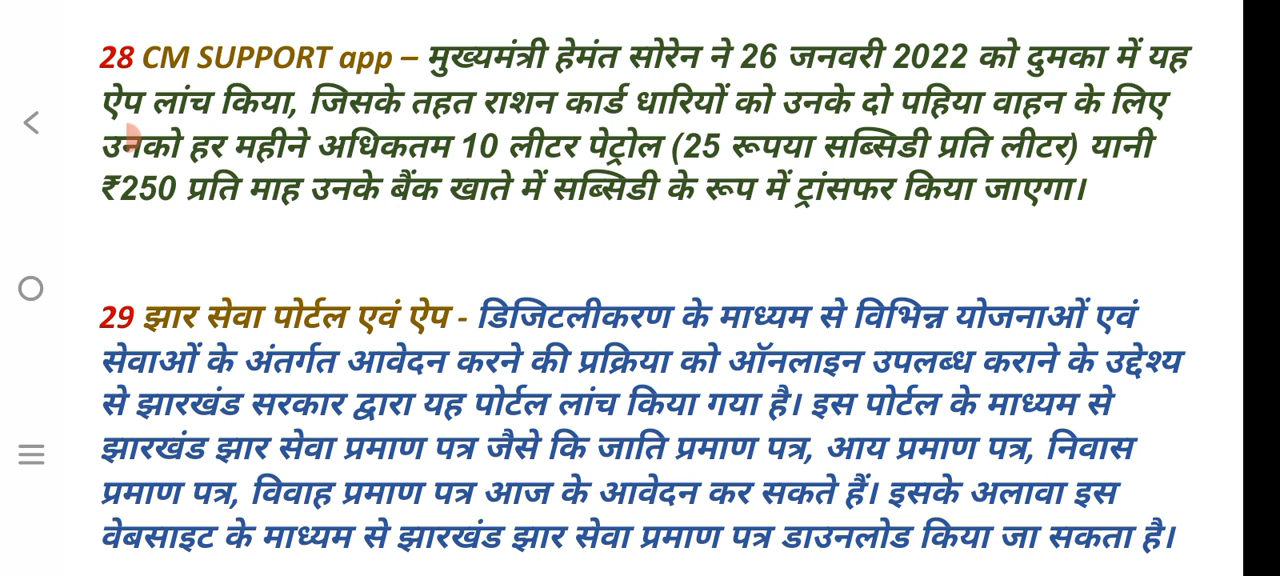 28 CM SUPPORT app – मुख्यमंत्री हेमंत सोरेन ने 26 जनवरी 2022 को दुमका में यह
ऐप लांच किया, जिसके तहत राशन कार्ड धारियों को उनके दो पहिया वाहन के लिए
उनको हर महीने अधिकतम 10 लीटर पेट्रोल (25 रूपया सब्सिडी प्रति लीटर) यानी
₹250 प्रति माह उनके बैंक खाते में सब्सिडी के रूप में ट्रांसफर किया जाएगा।
29 झार सेवा पोर्टल एवं ऐप - डिजिटलीकरण के माध्यम से विभिन्न योजनाओं एवं
सेवाओं के अंतर्गत आवेदन करने की प्रक्रिया को ऑनलाइन उपलब्ध कराने के उद्देश्य
से झारखंड सरकार द्वारा यह पोर्टल लांच किया गया है। इस पोर्टल के माध्यम से
झारखंड झार सेवा प्रमाण पत्र जैसे कि जाति प्रमाण पत्र, आय प्रमाण पत्र, निवास
प्रमाण पत्र, विवाह प्रमाण पत्र आज के आवेदन कर सकते हैं। इसके अलावा इस
वेबसाइट के माध्यम से झारखंड झार सेवा प्रमाण पत्र डाउनलोड किया जा सकता है।